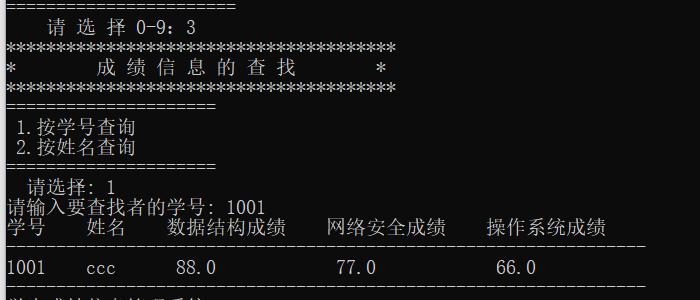 ======================
请 选 择 0-9: 3
***************************************
* 成 绩 信 息 的 查 找 *
***************************************
=====================
1.按学号查询
2.按姓名查询
=====================
请选择: 1
请输入要查找者的学号: 1001
学号 姓名 数据结构成绩 网络安全成绩 操作系统成绩
----------------------------------------------------------------
1001 ccc 88.0 77.0 66.0
----------------------------------------------------------------